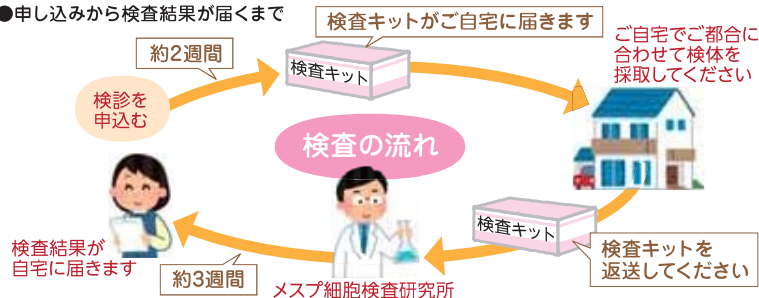 ●申し込みから検査結果が届くまで
検診を
申込む
約2週間
検査キット
検査キットがご自宅に届きます
ご自宅でご都合に
合わせて検体を
採取してください
検査の流れ
検査キット
検査キットを
返送してください
メスプ細胞検査研究所
約3週間
検査結果が
自宅に届きます